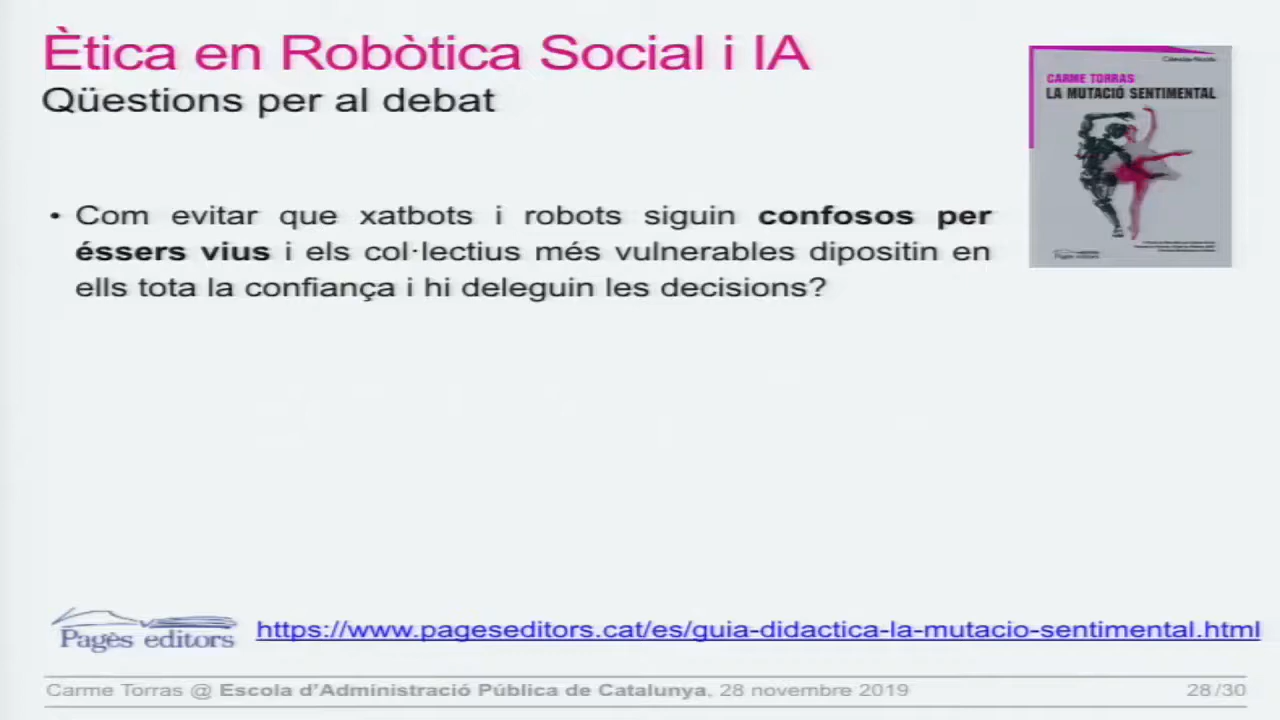 Ètica en Robòtica Social i IA
Qüestions per al debat
CARME TORRAS
LA MUTACIÓ SENTIMENTAL
• Com evitar que xatbots i robots siguin confosos per
éssers vius i els col·lectius més vulnerables dipositin en
ells tota la confiança i hi deleguin les decisions?
Pagès editors
Pagès editors
https://www.pageseditors.cat/es/guia-didactica-la-mutacio-sentimental.html
Carme Torras @ Escola d'Administració Pública de Catalunya, 28 novembre 2019
28/30